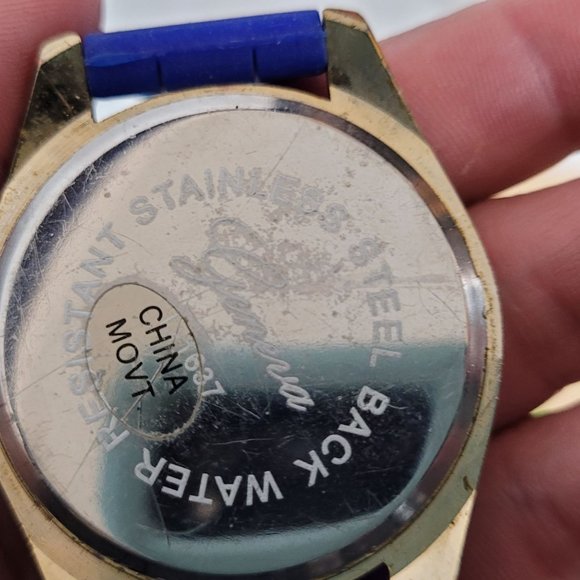 STAINLESS STEEL BACK WATER RESISTANT
Geneva
CHINA
MOVT